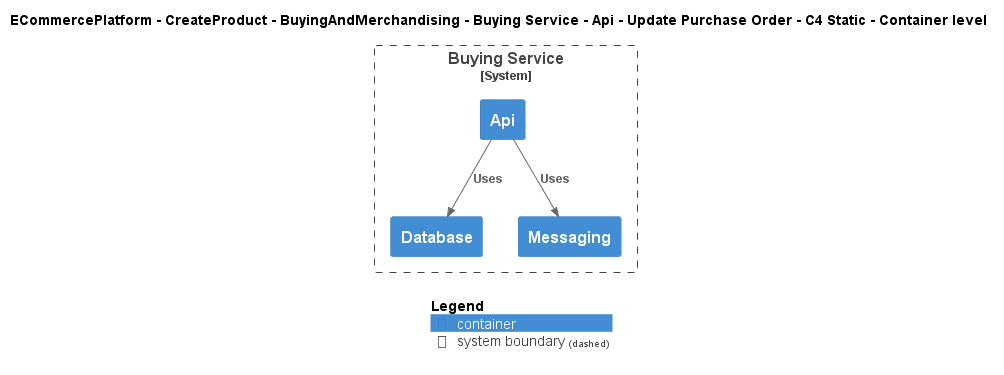 ECommercePlatform - CreateProduct - BuyingAndMerchandising - Buying Service - Api - Update Purchase Order - C4 Static - Container level
Buying Service
[System]
Api
Uses
Uses
Database
Messaging
Legend
container
system boundary (dashed)